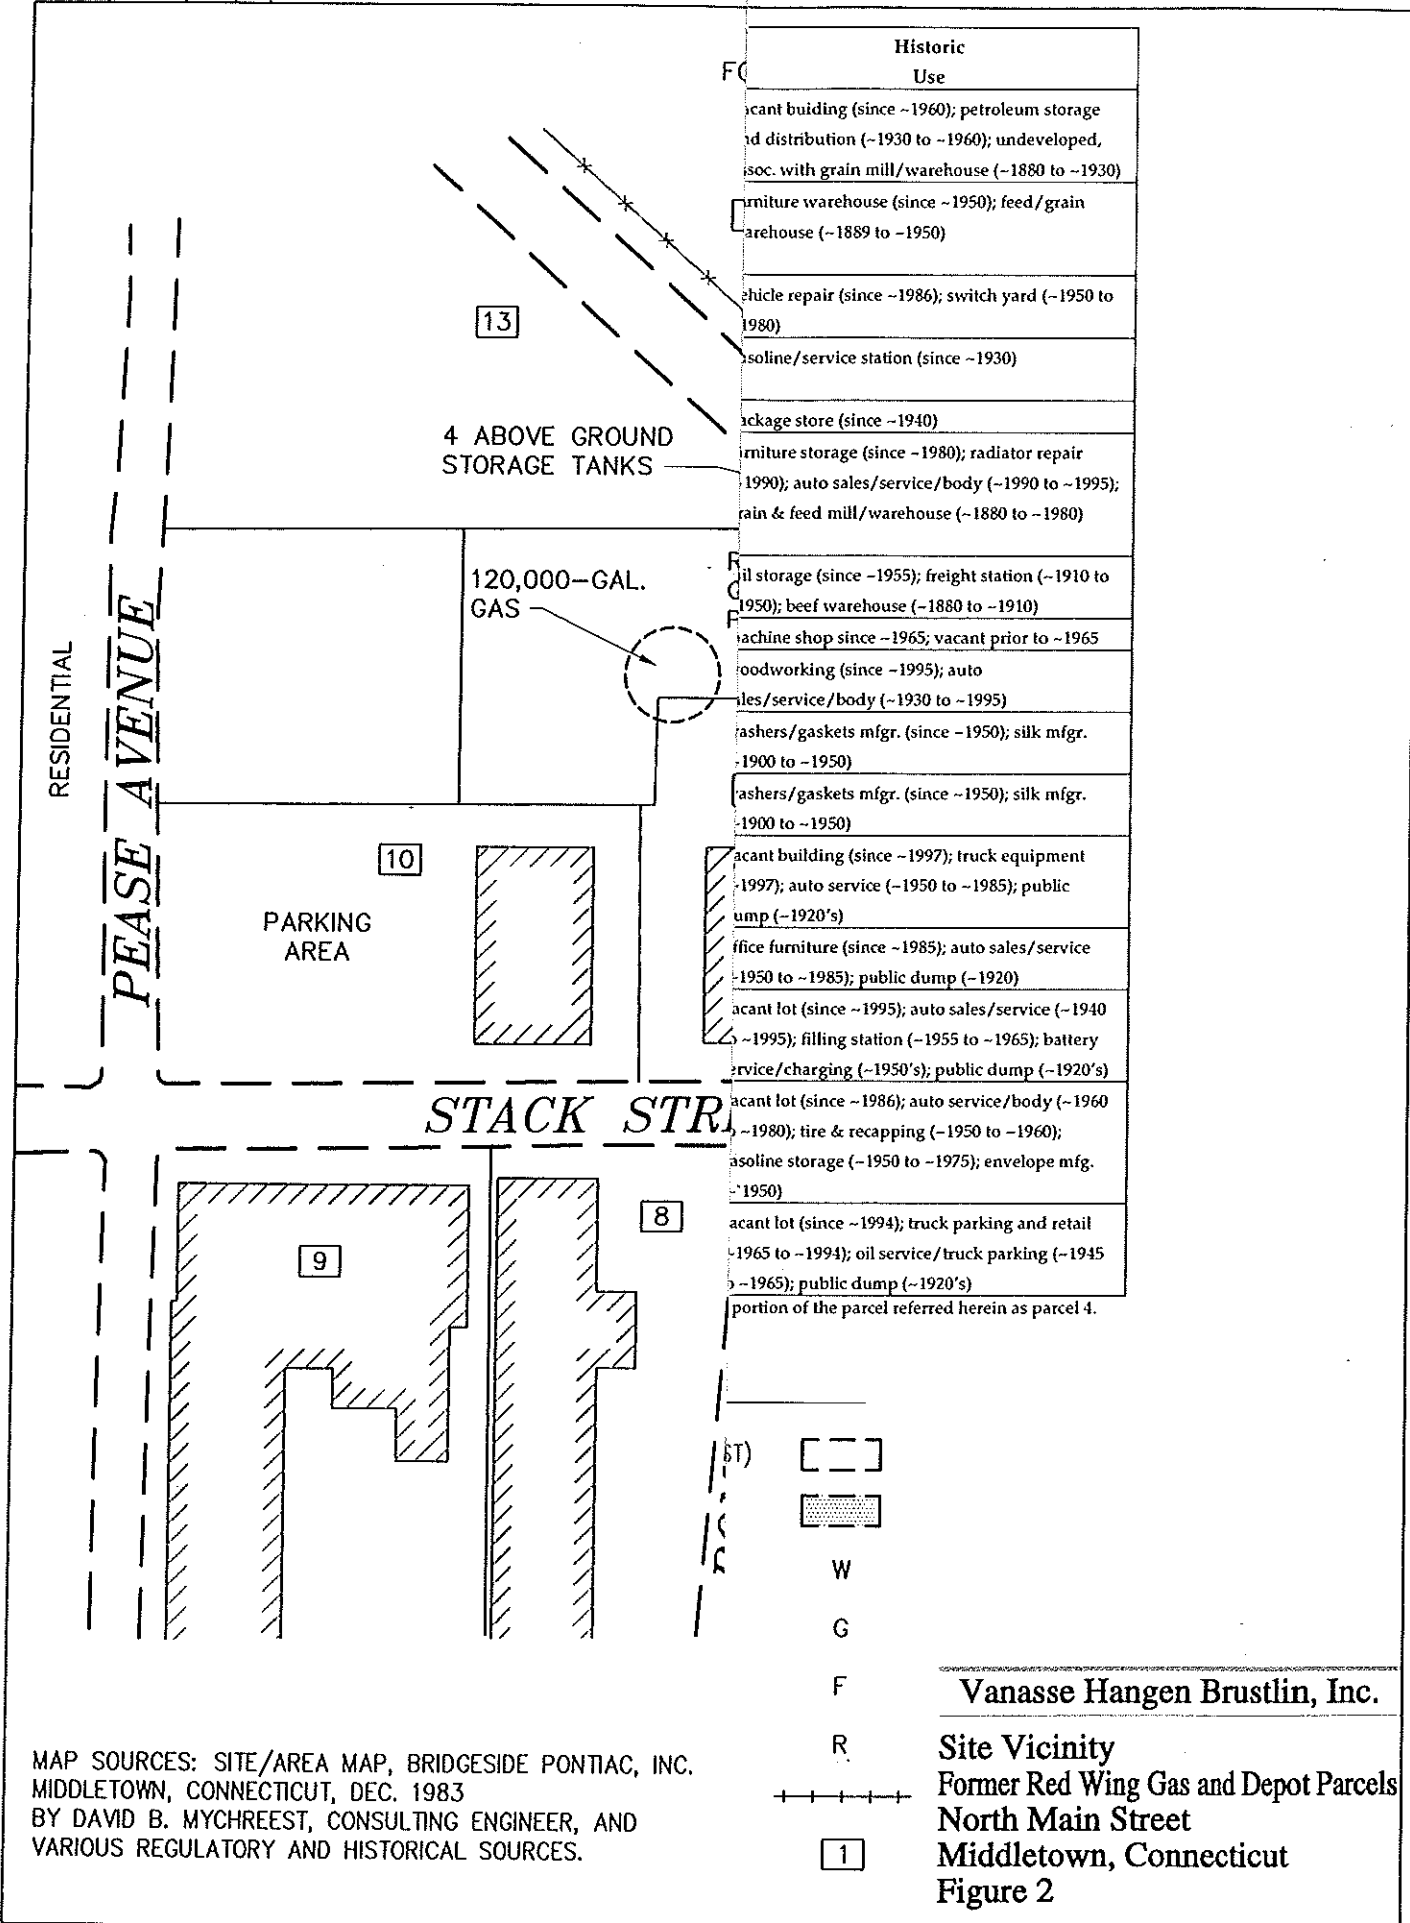 Historic
Use
cant buiding (since ~1960); petroleum storage
d distribution (~1930 to ~1960); undeveloped,
soc. with grain mill/warehouse (~1880 to ~1930)
rniture warehouse (since ~1950); feed/grain
arehouse (~1889 to ~1950)
ehicle repair (since ~1986); switch yard (~1950 to
1980)
soline/service station (since ~1930)
ackage store (since ~1940)
rniture storage (since ~1980); radiator repair
1990); auto sales/service/body (~1990 to ~1995);
rain & feed mill/warehouse (~1880 to ~1980)
il storage (since ~1955); freight station (~1910 to
1950); beef warehouse (~1880 to ~1910)
achine shop since ~1965; vacant prior to ~1965
oodworking (since ~1995); auto
les/service/body (~1930 to ~1995)
ashers/gaskets mfgr. (since ~1950); silk mfgr.
~1900 to ~1950)
ashers/gaskets mfgr. (since ~1950); silk mfgr.
~1900 to ~1950)
acant building (since ~1997); truck equipment
~1997); auto service (~1950 to ~1985); public
ump (~1920's)
ffice furniture (since ~1985); auto sales/service
~1950 to ~1985); public dump (~1920)
acant lot (since ~1995); auto sales/service (~1940
~1995); filling station (~1955 to ~1965); battery
ervice/charging (~1950's); public dump (~1920's)
acant lot (since ~1986); auto service/body (~1960
~1980); tire & recapping (~1950 to ~1960);
asoline storage (~1950 to ~1975); envelope mfg.
~1950)
acant lot (since ~1994); truck parking and retail
~1965 to ~1994); oil service/truck parking (~1945
~1965); public dump (~1920's)
portion of the parcel referred herein as parcel 4.
13
4 ABOVE GROUND
STORAGE TANKS
120,000-GAL.
GAS
RESIDENTIAL
PEASE AVENUE
10
PARKING
AREA
STACK STR
8
9
ST)
W
G
F
R
1
MAP SOURCES: SITE/AREA MAP, BRIDGESIDE PONTIAC, INC.
MIDDLETOWN, CONNECTICUT, DEC. 1983
BY DAVID B. MYCHREEST, CONSULTING ENGINEER, AND
VARIOUS REGULATORY AND HISTORICAL SOURCES.
Vanasse Hangen Brustlin, Inc.
Site Vicinity
Former Red Wing Gas and Depot Parcels
North Main Street
Middletown, Connecticut
Figure 2